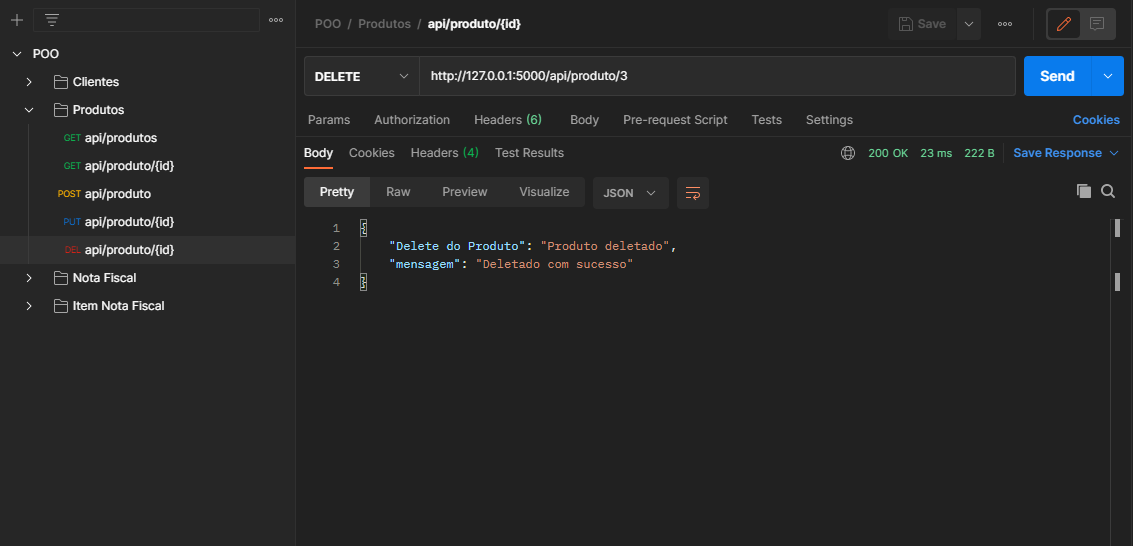 POO / Produtos / api/produto/{id}
Save
POO
Clientes
Produtos
GET api/produtos
GET api/produto/{id}
POST api/produto
PUT api/produto/{id}
DEL api/produto/{id}
Nota Fiscal
Item Nota Fiscal
DELETE http://127.0.0.1:5000/api/produto/3 Send
Params Authorization Headers (6) Body Pre-request Script Tests Settings Cookies
Body Cookies Headers (4) Test Results 200 OK 23 ms 222 B Save Response
Pretty Raw Preview Visualize JSON
1 {
2 "Delete do Produto": "Produto deletado",
3 "mensagem": "Deletado com sucesso"
4 }